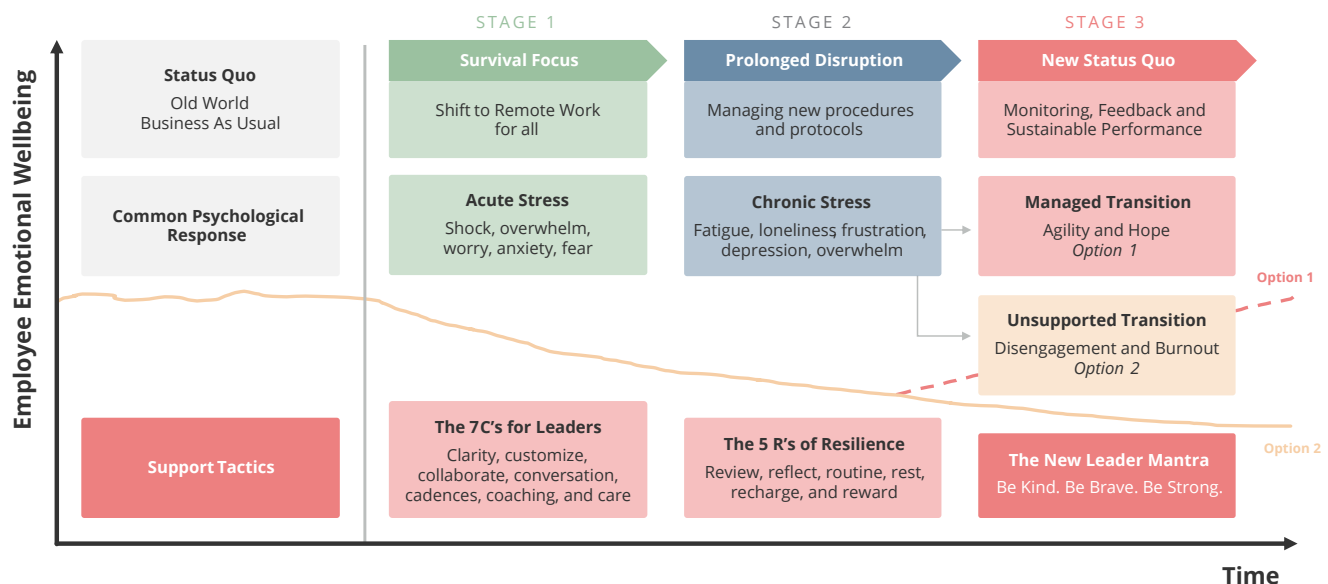 STAGE 1
STAGE 2
STAGE 3
Employee Emotional Wellbeing
Status Quo
Old World
Business As Usual
Survival Focus
Shift to Remote Work
for all
Prolonged Disruption
Managing new procedures
and protocols
New Status Quo
Monitoring, Feedback and
Sustainable Performance
Common Psychological
Response
Acute Stress
Shock, overwhelm,
worry, anxiety, fear
Chronic Stress
Fatigue, loneliness, frustration,
depression, overwhelm
Managed Transition
Agility and Hope
Option 1
Option 1
Unsupported Transition
Disengagement and Burnout
Option 2
Support Tactics
The 7C's for Leaders
Clarity, customize,
collaborate, conversation,
cadences, coaching, and care
The 5 R's of Resilience
Review, reflect, routine, rest,
recharge, and reward
The New Leader Mantra
Be Kind. Be Brave. Be Strong.
Option 2
Time